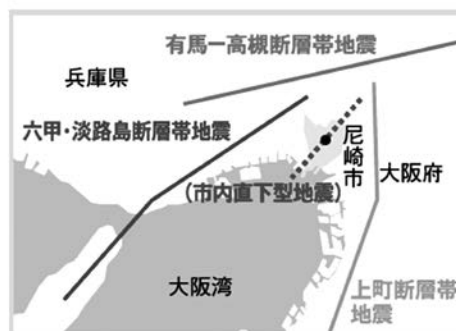 有馬ー高槻断層帯地震
兵庫県
六甲・淡路島断層帯地震
尼崎市
大阪府
(市内直下型地震)
大阪湾
上町断層帯
地震